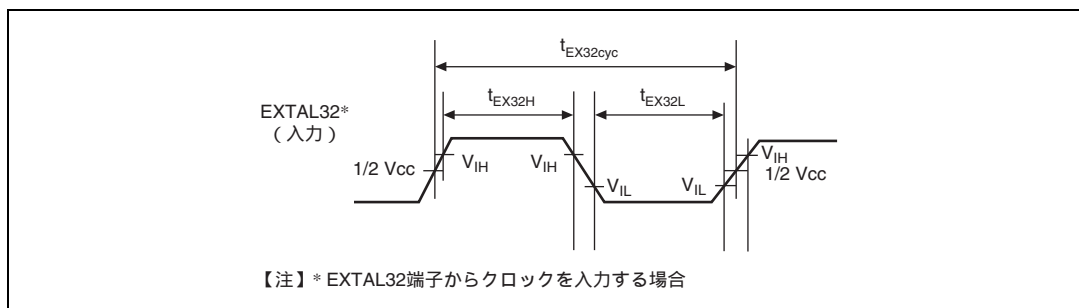 tEX32cyc
tEX32H tEX32L
EXTAL32*
（入力）
1/2 Vcc VIH VIH VIL VIL VIH
1/2 Vcc
【注】* EXTAL32端子からクロックを入力する場合